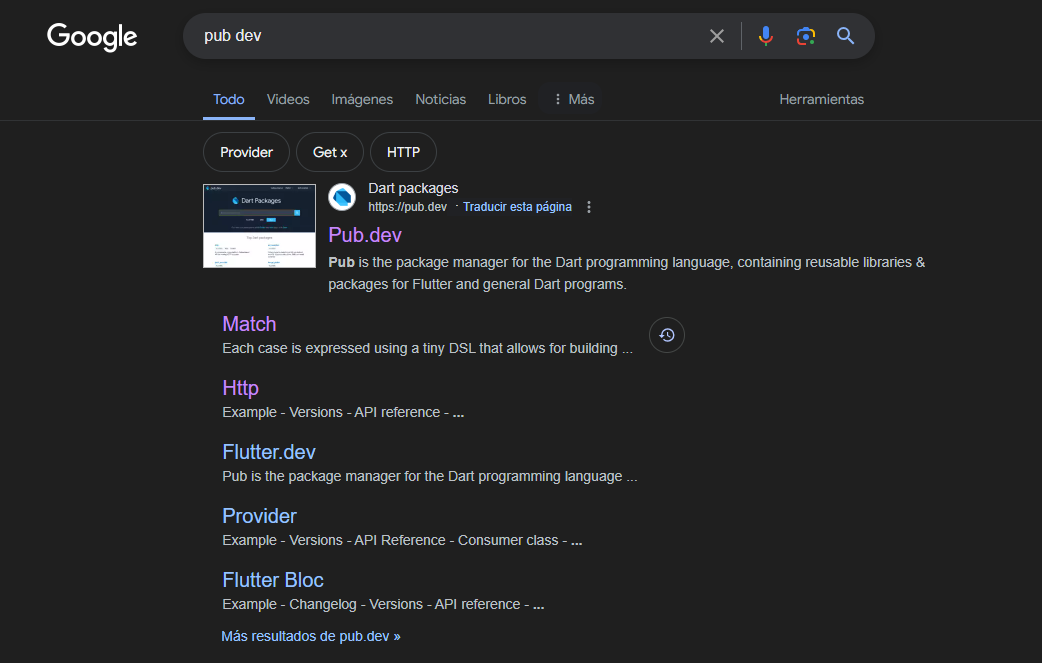 Google
pub dev
Todo Videos Imágenes Noticias Libros Más Herramientas
Provider Get x HTTP
Dart packages
https://pub.dev · Traducir esta página
Pub.dev
Pub is the package manager for the Dart programming language, containing reusable libraries &
packages for Flutter and general Dart programs.
Dart Packages
Match
Each case is expressed using a tiny DSL that allows for building ...
Http
Example - Versions - API reference - ...
Flutter.dev
Pub is the package manager for the Dart programming language ...
Provider
Example - Versions - API Reference - Consumer class - ...
Flutter Bloc
Example - Changelog - Versions - API reference - ...
Más resultados de pub.dev »